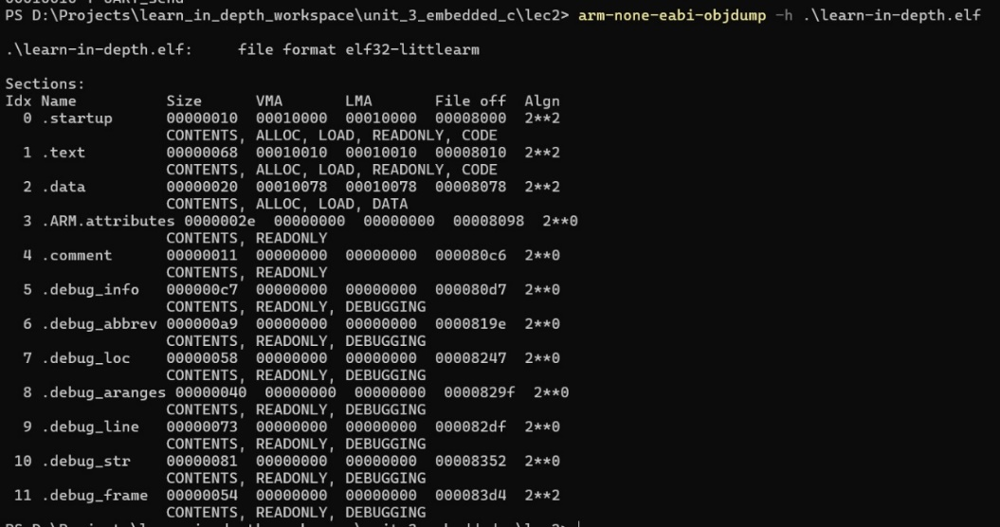 PS D:\Projects\learn_in_depth_workspace\unit_3_embedded_c\lec2> arm-none-eabi-objdump -h .\learn-in-depth.elf
.\learn-in-depth.elf:     file format elf32-littlearm
Sections:
Idx Name          Size      VMA       LMA       File off  Algn
  0 .startup      00000010  00010000  00010000  00008000  2**2
                  CONTENTS, ALLOC, LOAD, READONLY, CODE
  1 .text         00000068  00010010  00010010  00008010  2**2
                  CONTENTS, ALLOC, LOAD, READONLY, CODE
  2 .data         00000020  00010078  00010078  00008078  2**2
                  CONTENTS, ALLOC, LOAD, DATA
  3 .ARM.attributes 0000002e  00000000  00000000  00008098  2**0
                  CONTENTS, READONLY
  4 .comment      00000011  00000000  00000000  000080c6  2**0
                  CONTENTS, READONLY
  5 .debug_info   000000c7  00000000  00000000  000080d7  2**0
                  CONTENTS, READONLY, DEBUGGING
  6 .debug_abbrev 000000a9  00000000  00000000  0000819e  2**0
                  CONTENTS, READONLY, DEBUGGING
  7 .debug_loc    00000058  00000000  00000000  00008247  2**0
                  CONTENTS, READONLY, DEBUGGING
  8 .debug_aranges 00000040  00000000  00000000  0000829f  2**0
                  CONTENTS, READONLY, DEBUGGING
  9 .debug_line   00000073  00000000  00000000  000082df  2**0
                  CONTENTS, READONLY, DEBUGGING
 10 .debug_str    00000081  00000000  00000000  00008352  2**0
                  CONTENTS, READONLY, DEBUGGING
 11 .debug_frame  00000054  00000000  00000000  000083d4  2**2
                  CONTENTS, READONLY, DEBUGGING